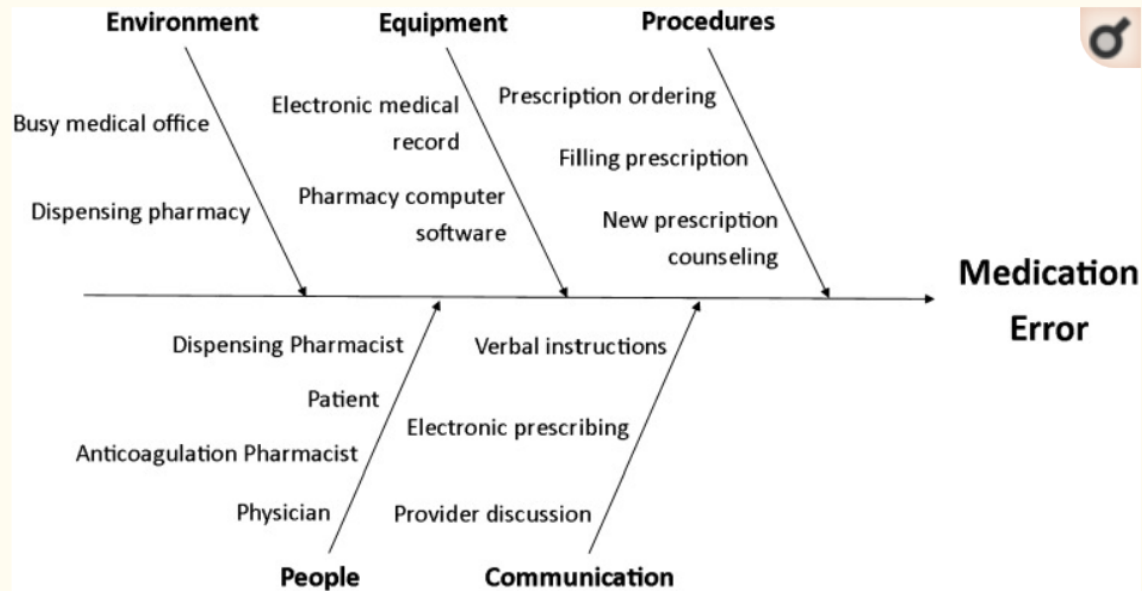 Environment
Equipment
Procedures
Busy medical office
Dispensing pharmacy
Electronic medical
record
Pharmacy computer
software
Prescription ordering
Filling prescription
New prescription
counseling
Medication
Error
Dispensing Pharmacist
Patient
Anticoagulation Pharmacist
Physician
People
Verbal instructions
Electronic prescribing
Provider discussion
Communication